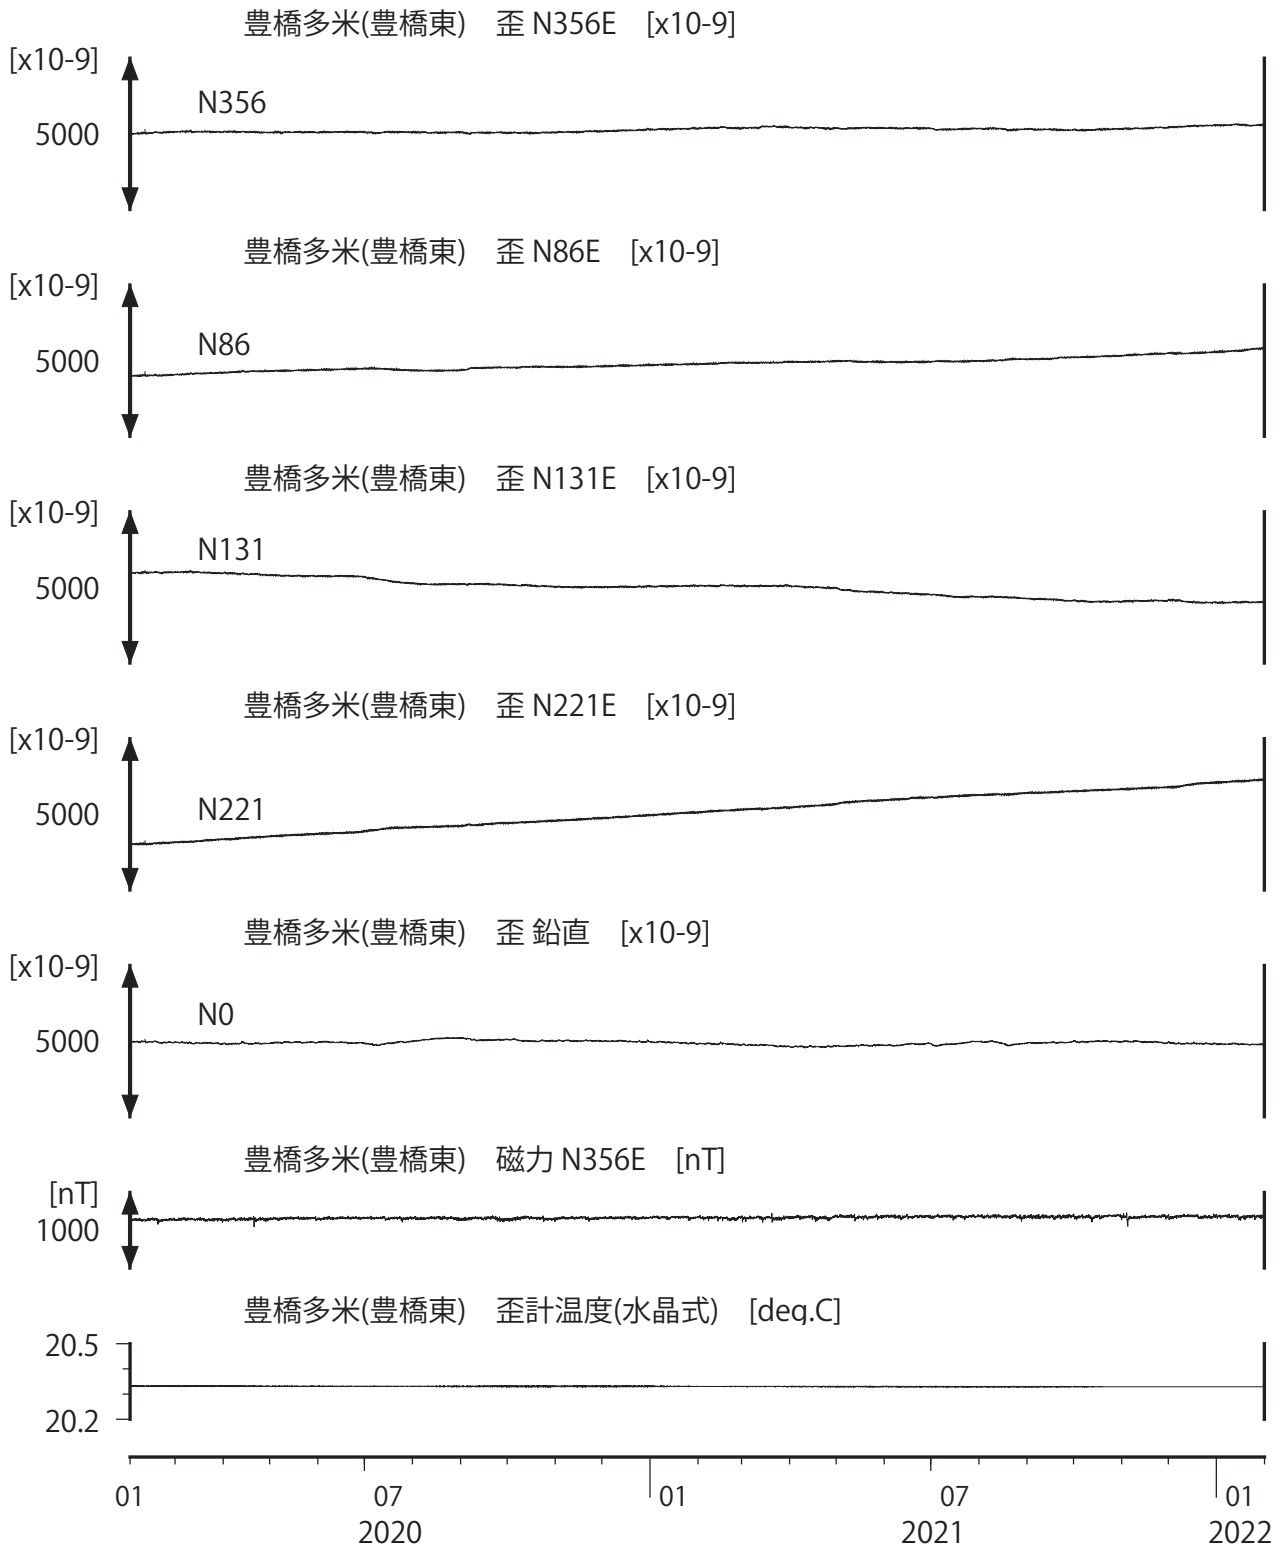 豊橋多米(豊橋東)　歪 N356E　[x10-9]
[x10-9]
N356
5000
豊橋多米(豊橋東)　歪 N86E　[x10-9]
[x10-9]
N86
5000
豊橋多米(豊橋東)　歪 N131E　[x10-9]
[x10-9]
N131
5000
豊橋多米(豊橋東)　歪 N221E　[x10-9]
[x10-9]
N221
5000
豊橋多米(豊橋東)　歪 鉛直　[x10-9]
[x10-9]
N0
5000
豊橋多米(豊橋東)　磁力 N356E　[nT]
[nT]
1000
豊橋多米(豊橋東)　歪計温度(水晶式)　[deg.C]
20.5
20.2
01 07 01 07 01
2020 2021 2022